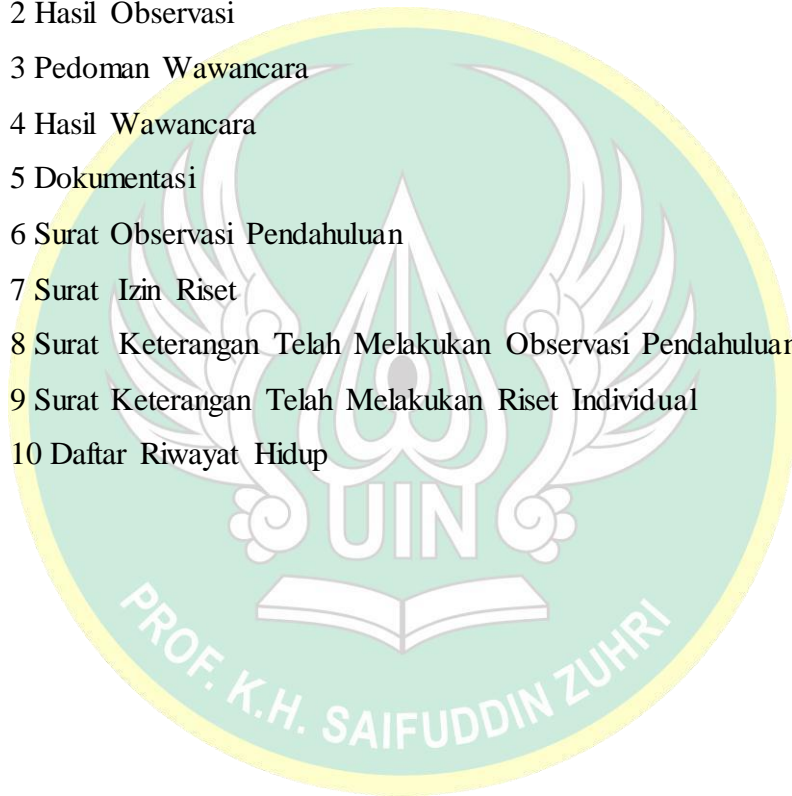 2 Hasil Observasi
3 Pedoman Wawancara
4 Hasil Wawancara
5 Dokumentasi
6 Surat Observasi Pendahuluan
7 Surat Izin Riset
8 Surat Keterangan Telah Melakukan Observasi Pendahuluan
9 Surat Keterangan Telah Melakukan Riset Individual
10 Daftar Riwayat Hidup
UIN
PROF. K.H. SAIFUDDIN ZUHRI